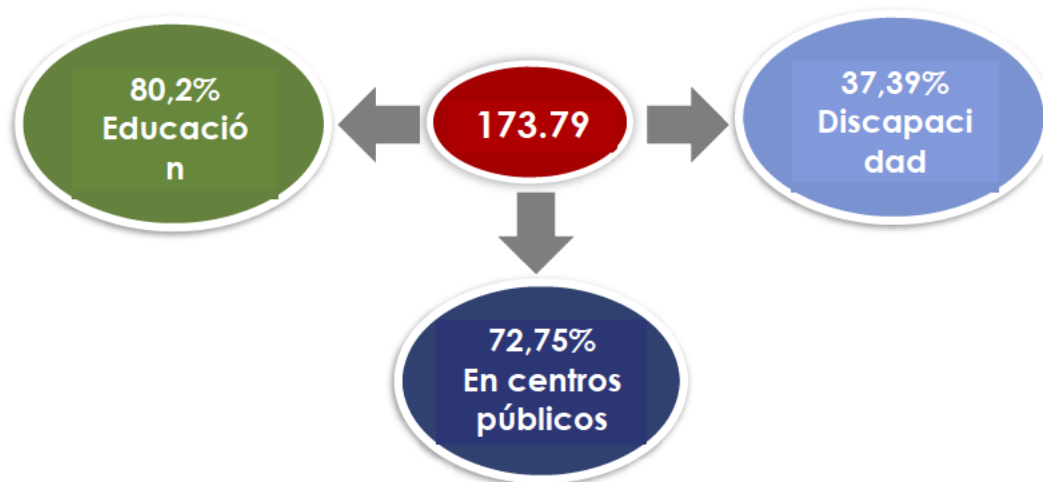 80,2%
Educació
n
173.79
37,39%
Discapaci
dad
72,75%
En centros
públicos